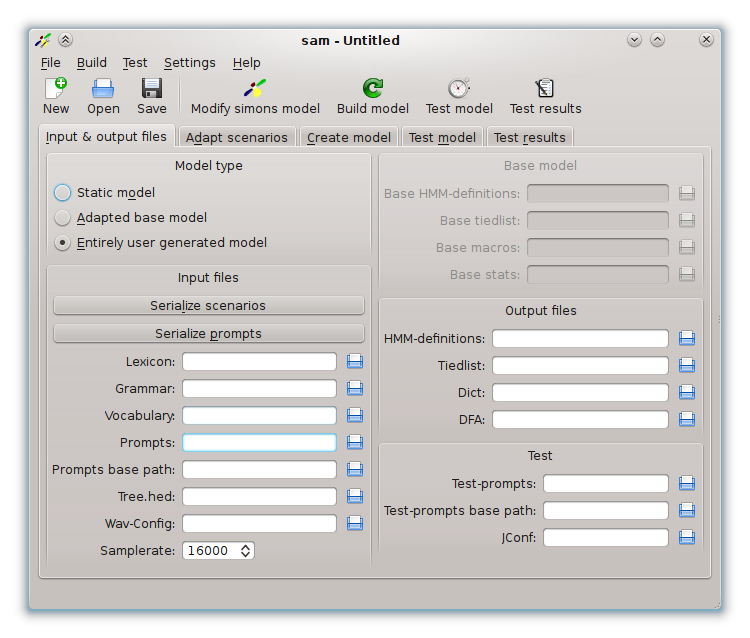 sam - Untitled
File Build Test Settings Help
New Open Save Modify simons model Build model Test model Test results
Input & output files Adapt scenarios Create model Test model Test results
Model type
Static model
Adapted base model
Entirely user generated model
Input files
Serialize scenarios
Serialize prompts
Lexicon:
Grammar:
Vocabulary:
Prompts:
Prompts base path:
Tree.hed:
Wav-Config:
Samplerate: 16000
Base model
Base HMM-definitions:
Base tiedlist:
Base macros:
Base stats:
Output files
HMM-definitions:
Tiedlist:
Dict:
DFA:
Test
Test-prompts:
Test-prompts base path:
JConf: